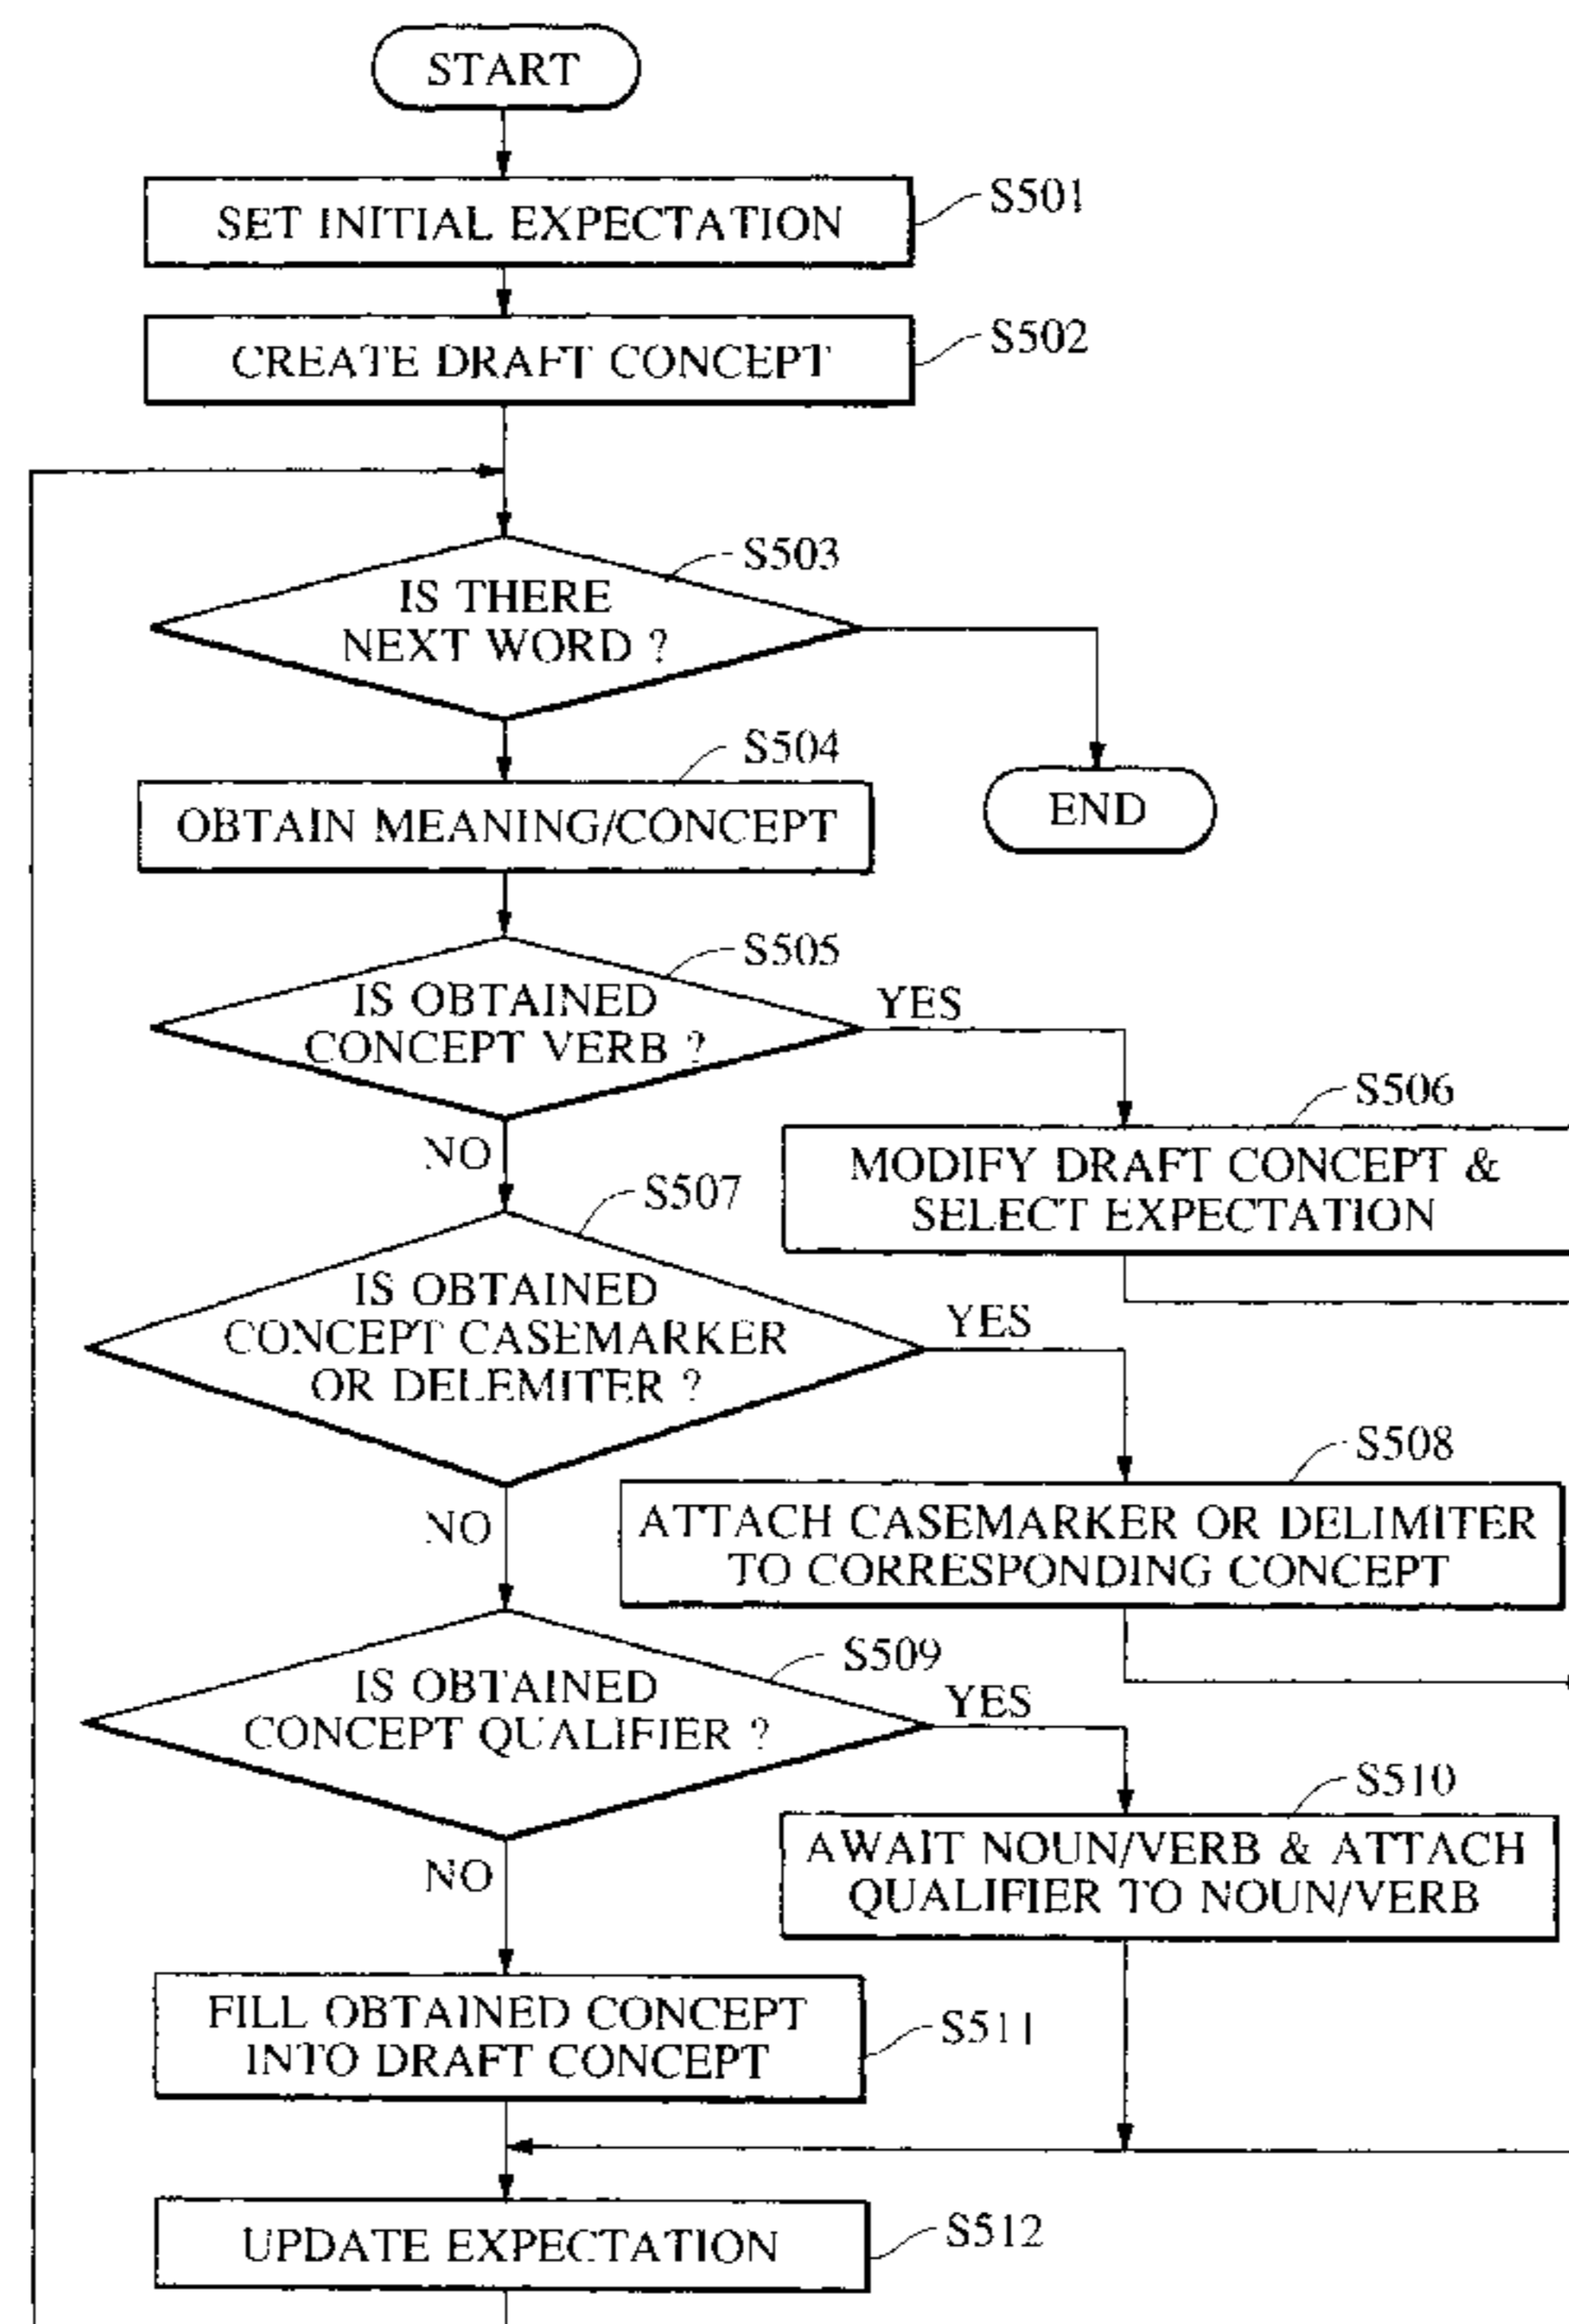 START
S501
SET INITIAL EXPECTATION
S502
CREATE DRAFT CONCEPT
S503
IS THERE
NEXT WORD ?
S504
OBTAIN MEANING/CONCEPT
END
S505
IS OBTAINED
CONCEPT VERB ?
YES
NO
S506
MODIFY DRAFT CONCEPT &
SELECT EXPECTATION
S507
IS OBTAINED
CONCEPT CASEMARKER
OR DELEMITER ?
YES
NO
S508
ATTACH CASEMARKER OR DELIMITER
TO CORRESPONDING CONCEPT
S509
IS OBTAINED
CONCEPT QUALIFIER ?
YES
NO
S510
AWAIT NOUN/VERB & ATTACH
QUALIFIER TO NOUN/VERB
FILL OBTAINED CONCEPT
INTO DRAFT CONCEPT
S511
UPDATE EXPECTATION
S512